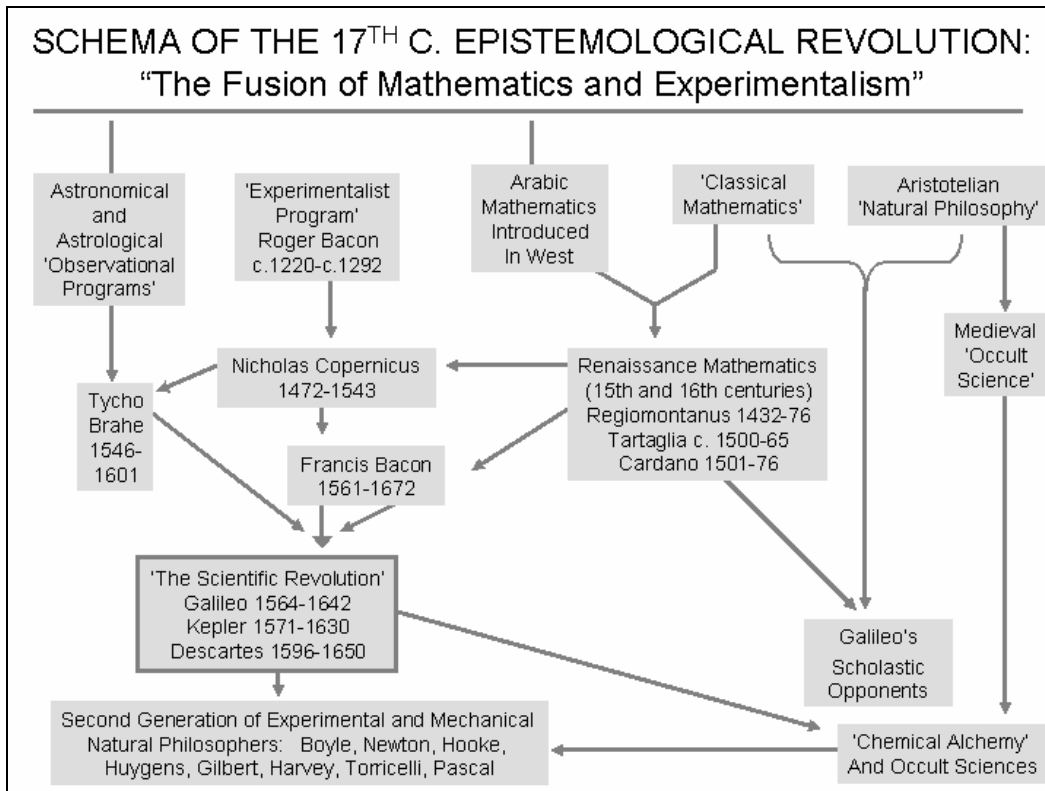 SCHEMA OF THE 17TH C. EPISTEMOLOGICAL REVOLUTION:
“The Fusion of Mathematics and Experimentalism”
Astronomical
and
Astrological
'Observational
Programs'
'Experimentalist
Program'
Roger Bacon
c.1220-c.1292
Arabic
Mathematics
Introduced
In West
'Classical
Mathematics'
Aristotelian
'Natural Philosophy'
Medieval
'Occult
Science'
Nicholas Copernicus
1472-1543
Renaissance Mathematics
(15th and 16th centuries)
Regiomontanus 1432-76
Tartaglia c. 1500-65
Cardano 1501-76
Tycho
Brahe
1546-
1601
Francis Bacon
1561-1672
'The Scientific Revolution'
Galileo 1564-1642
Kepler 1571-1630
Descartes 1596-1650
Galileo's
Scholastic
Opponents
Second Generation of Experimental and Mechanical
Natural Philosophers: Boyle, Newton, Hooke,
Huygens, Gilbert, Harvey, Torricelli, Pascal
'Chemical Alchemy'
And Occult Sciences